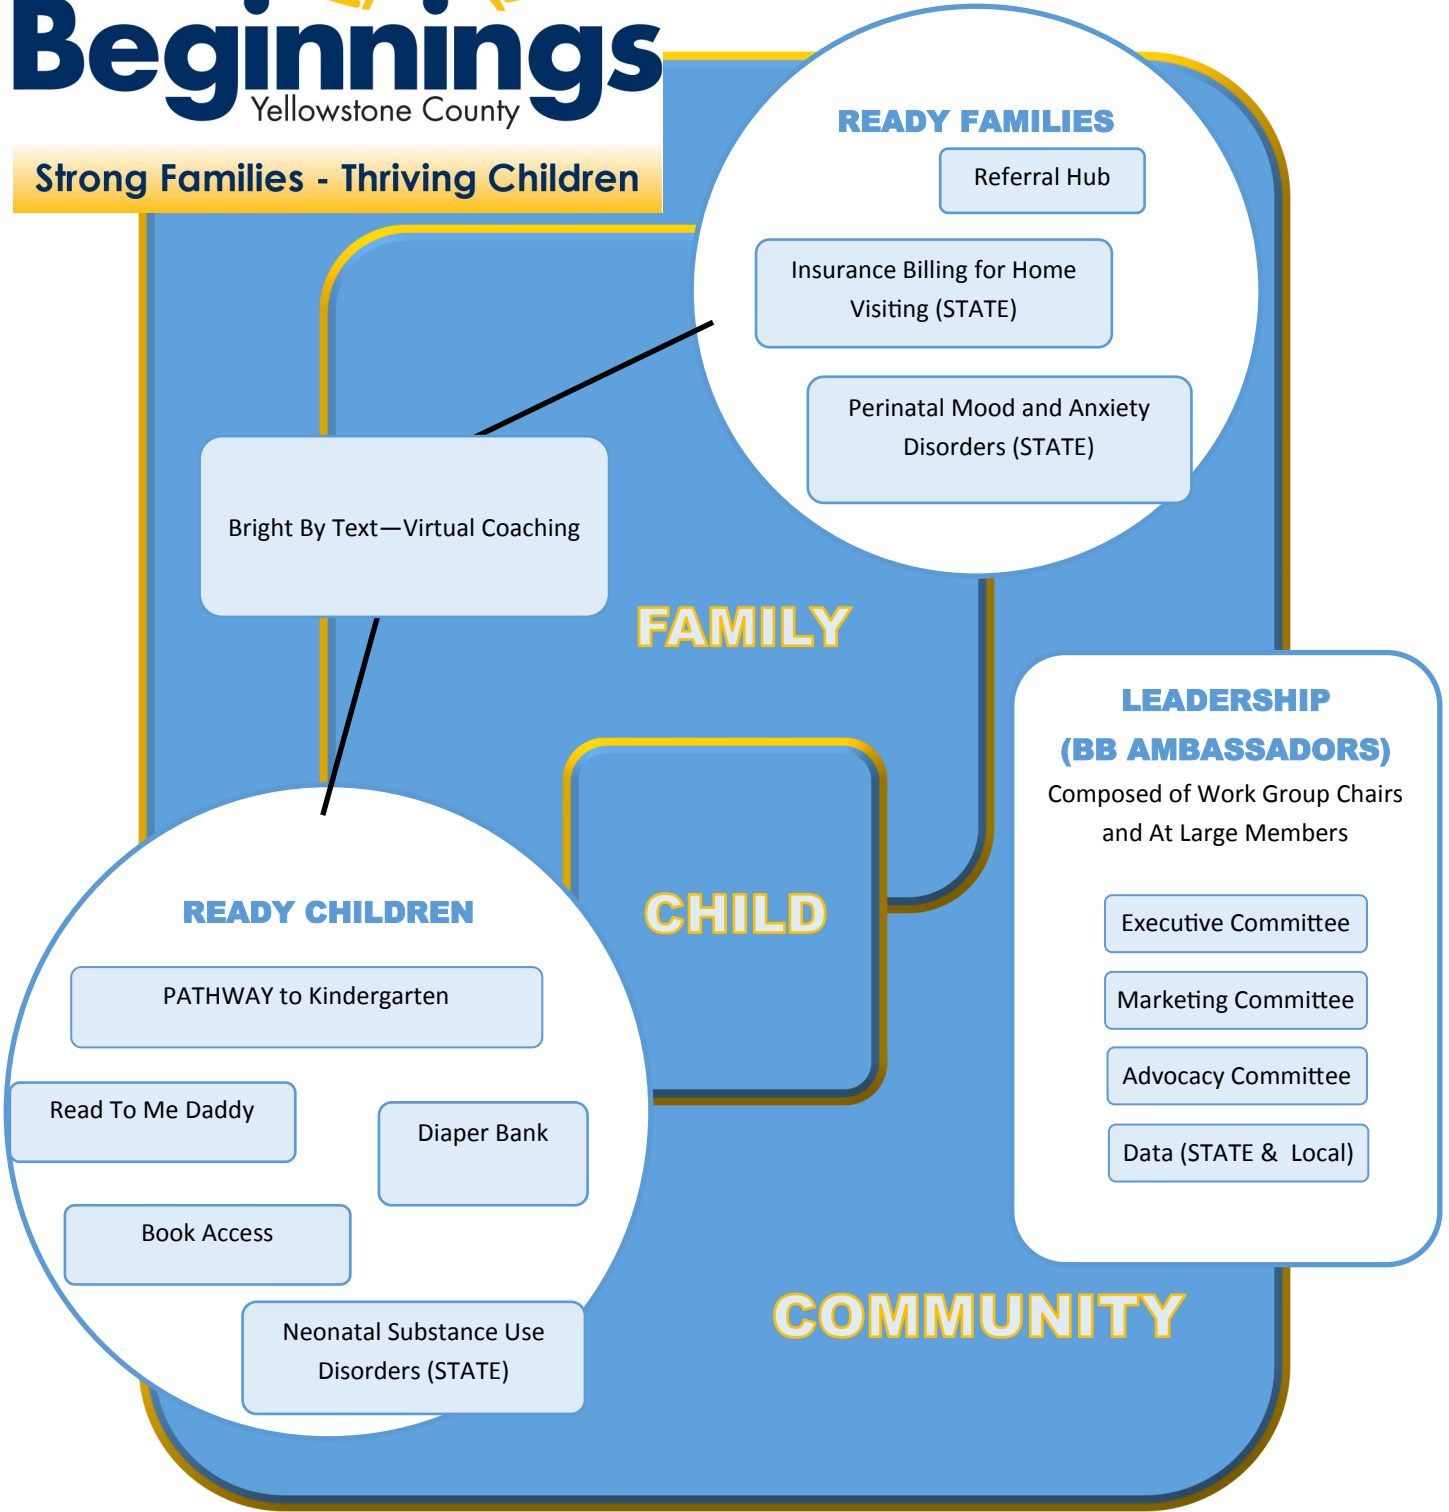 Beginnings
Yellowstone County
Strong Families - Thriving Children
READY FAMILIES
Referral Hub
Insurance Billing for Home
Visiting (STATE)
Perinatal Mood and Anxiety
Disorders (STATE)
Bright By Text—Virtual Coaching
FAMILY
LEADERSHIP
(BB AMBASSADORS)
Composed of Work Group Chairs
and At Large Members
Executive Committee
Marketing Committee
Advocacy Committee
Data (STATE &  Local)
CHILD
READY CHILDREN
PATHWAY to Kindergarten
Read To Me Daddy
Diaper Bank
Book Access
Neonatal Substance Use
Disorders (STATE)
COMMUNITY